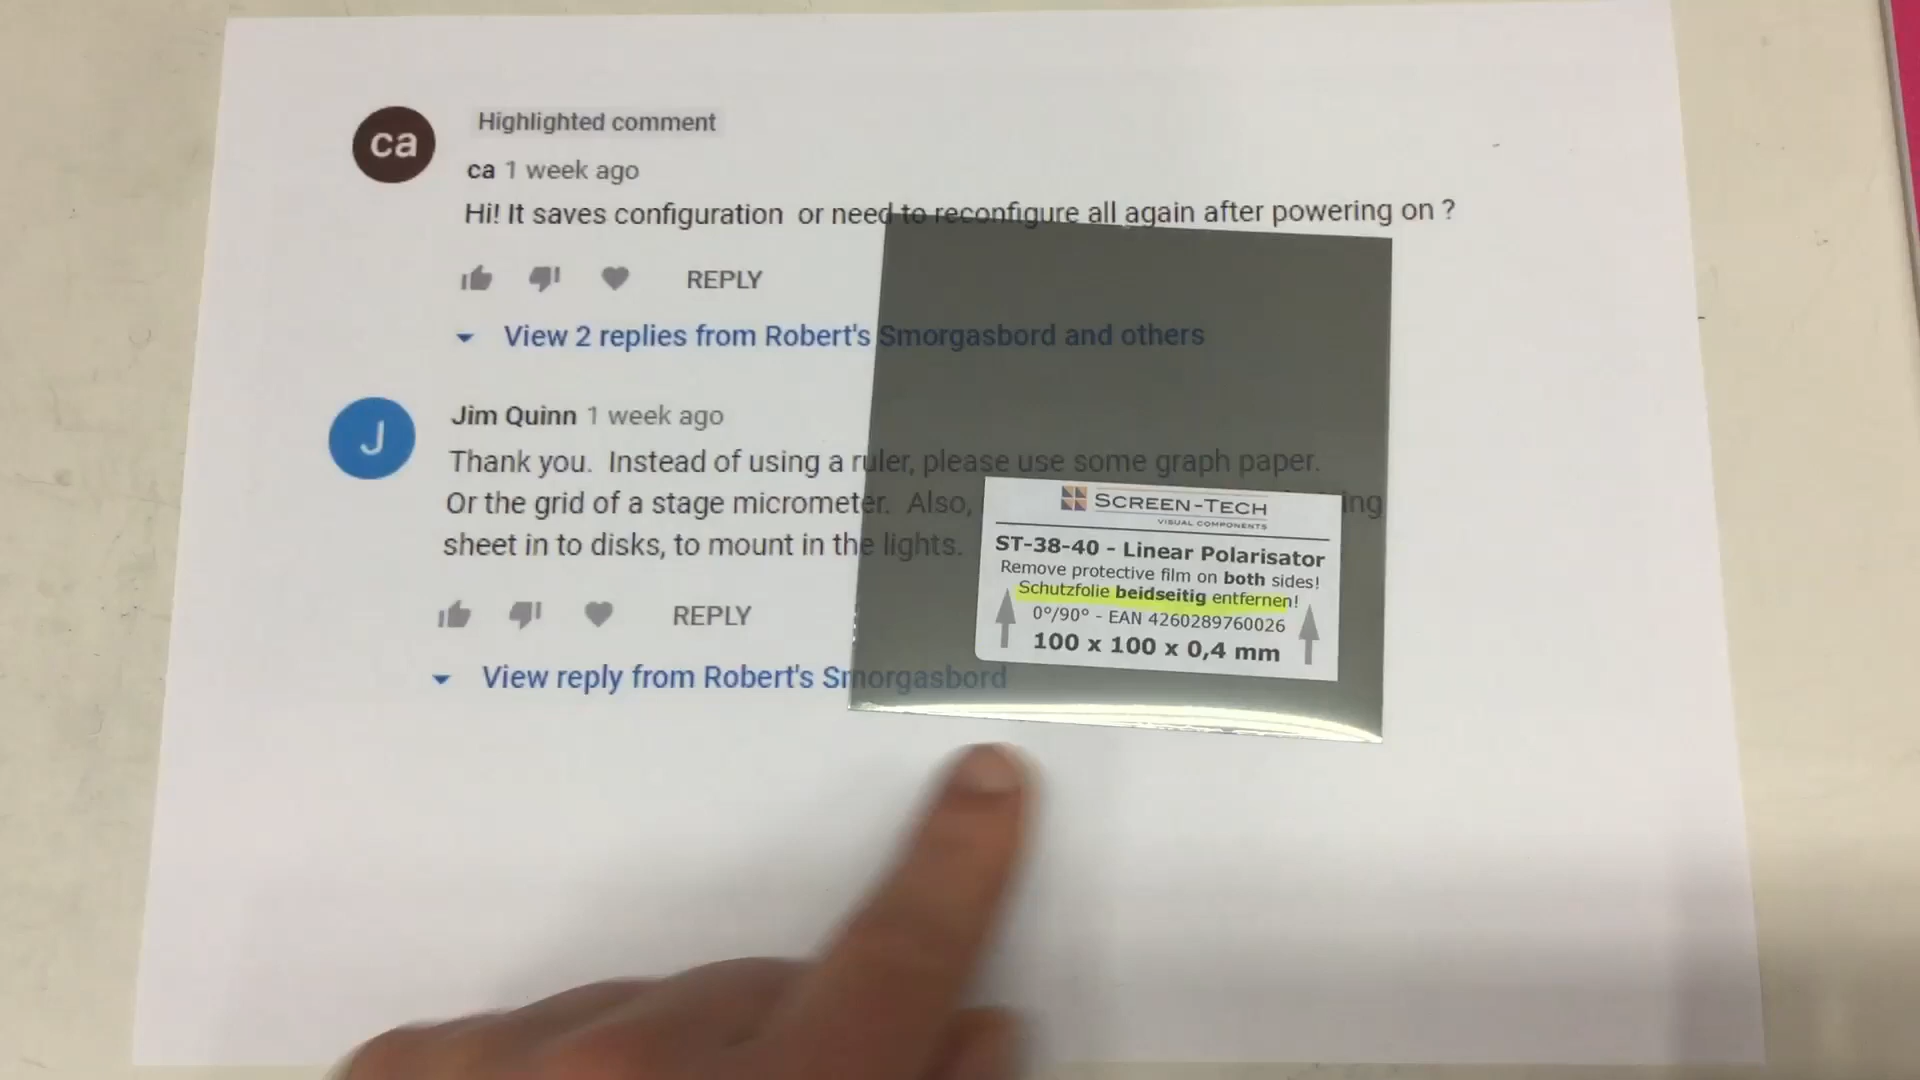 ca
Highlighted comment
ca 1 week ago
Hi! It saves configuration or need to reconfigure all again after powering on ?
REPLY
View 2 replies from Robert's Smorgasbord and others
J
Jim Quinn 1 week ago
Thank you. Instead of using a ruler, please use some graph paper.
Or the grid of a stage micrometer. Also,
sheet in to disks, to mount in the lights.
REPLY
View reply from Robert's Smorgasbord
SCREEN-TECH
VISUAL COMPONENTS
ST-38-40 - Linear Polarisator
Remove protective film on both sides!
Schutzfolie beidseitig entfernen!
0°/90° - EAN 4260289760026
100 x 100 x 0,4 mm